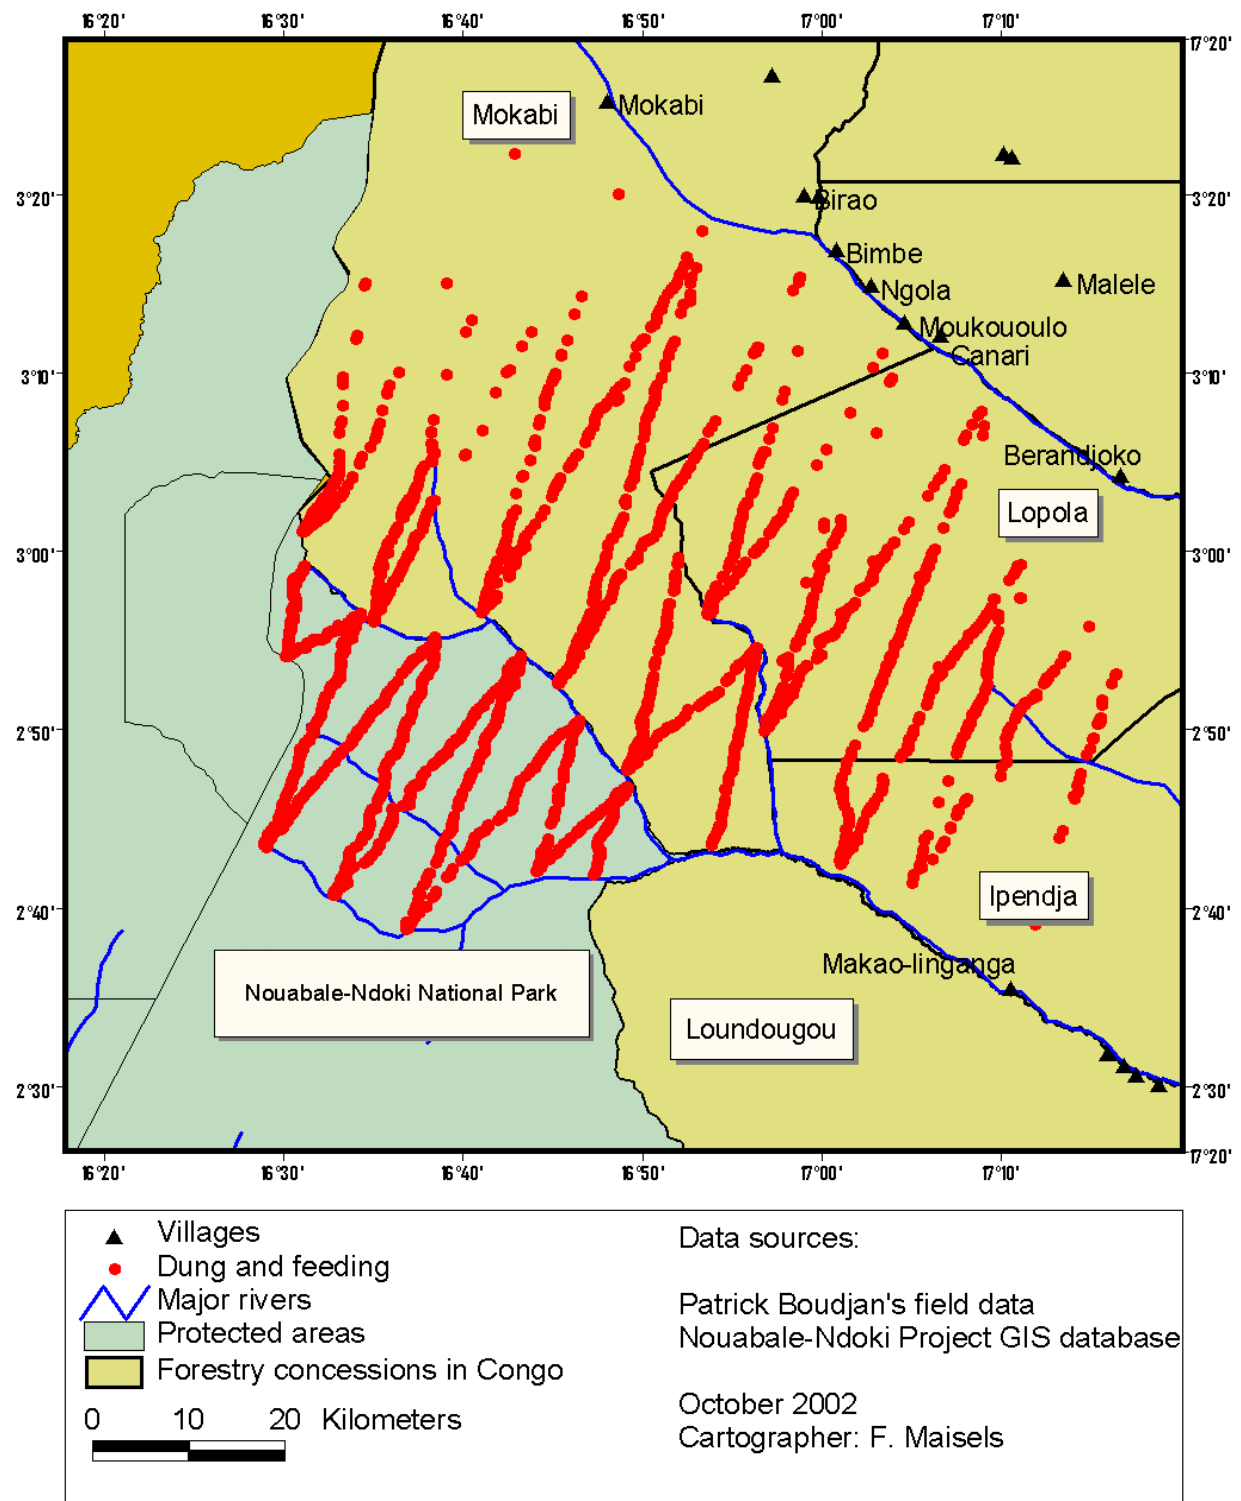 16°20' 16°30' 16°40' 16°50' 17°00' 17°10'
17°20'
Mokabi
Mokabi
3°20' 3°20'
Birao
Bimbe
Malele
Ngola
Moukououlo
Canari
3°10' 3°10'
Berandjoko
Lopola
3°00' 3°00'
2°50' 2°50'
Ipendja
2°40' 2°40'
Makao-linganga
Nouabale-Ndoki National Park
Loundougou
2°30' 2°30'
17°20'
16°20' 16°30' 16°40' 16°50' 17°00' 17°10'
Villages
Dung and feeding
Major rivers
Protected areas
Forestry concessions in Congo
0 10 20 Kilometers
Data sources:
Patrick Boudjan's field data
Nouabale-Ndoki Project GIS database
October 2002
Cartographer: F. Maisels